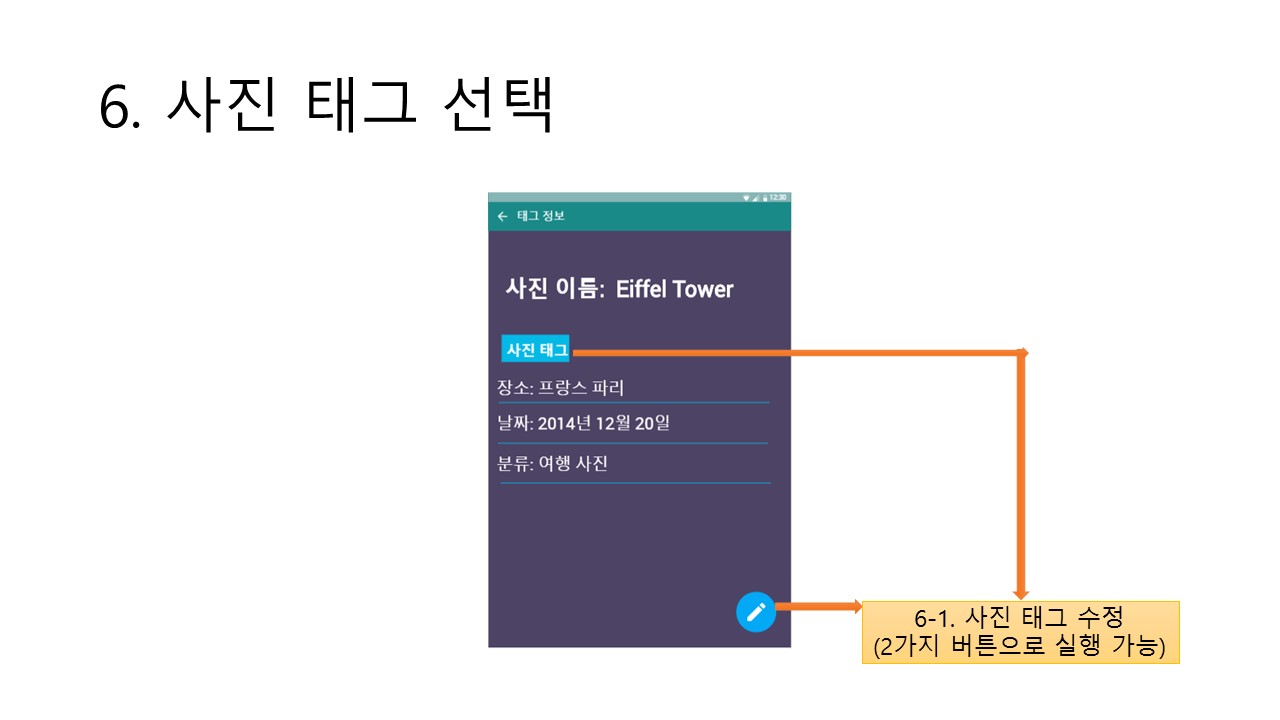 6. 사진 태그 선택
12:30
태그 정보
사진 이틈: Eiffel Tower
사진 태그
장소: 프랑스 파리
날짜: 2014년 12월 20일
분류: 여행 사진
6-1. 사진 태그 수정
(2가지 버튼으로 실행 가능)